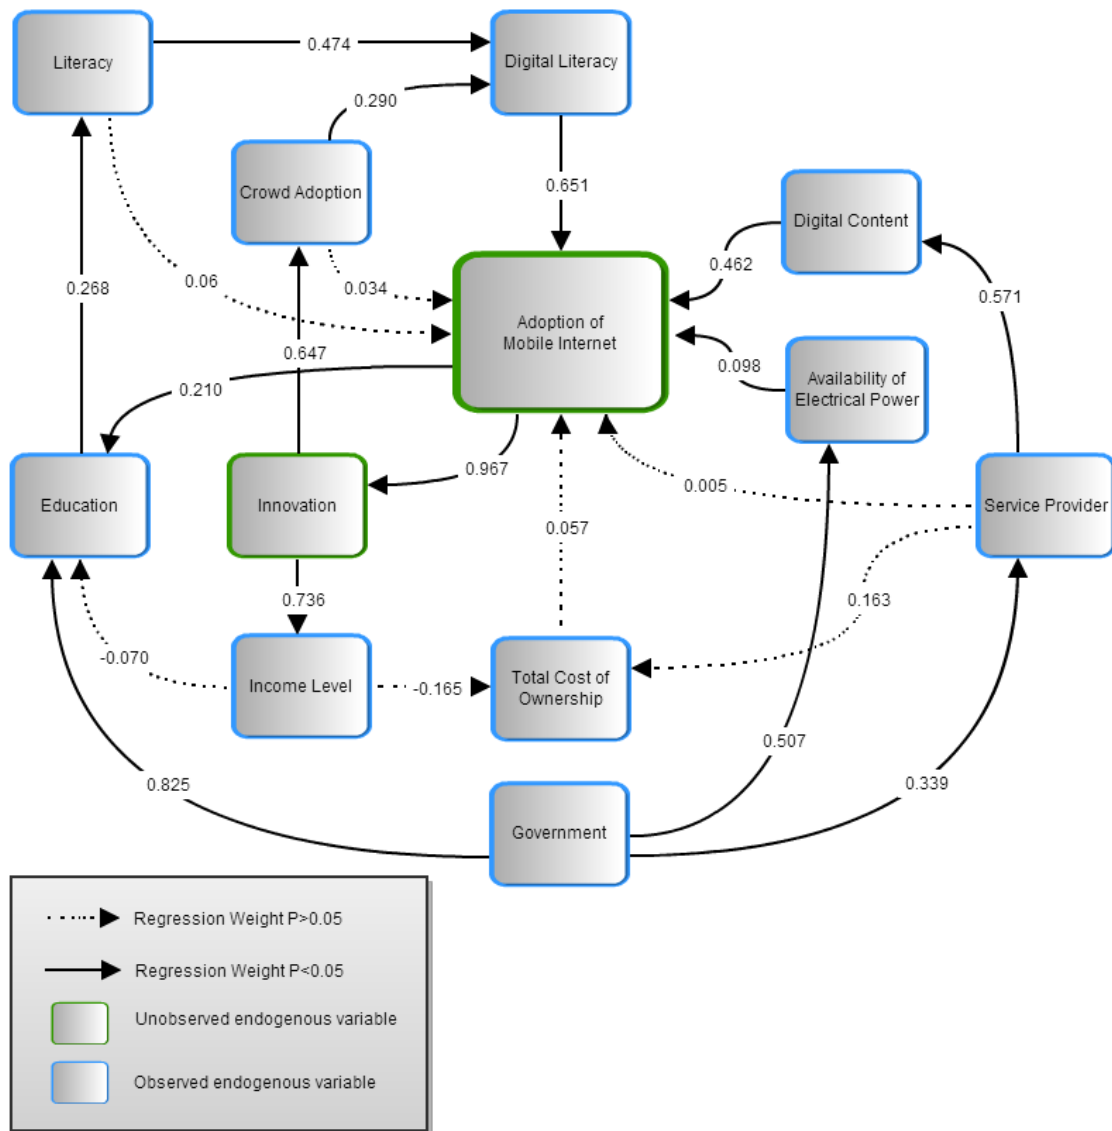 Literacy
0.474
Digital Literacy
0.290
Crowd Adoption
0.651
Digital Content
0.268
0.06
0.034
0.462
0.571
Adoption of
Mobile Internet
0.647
0.210
0.098
Availability of
Electrical Power
0.967
Education
Innovation
0.005
Service Provider
0.057
0.736
0.163
-0.070
Income Level
-0.165
Total Cost of
Ownership
0.825
0.507
0.339
Government
Regression Weight P>0.05
Regression Weight P<0.05
Unobserved endogenous variable
Observed endogenous variable